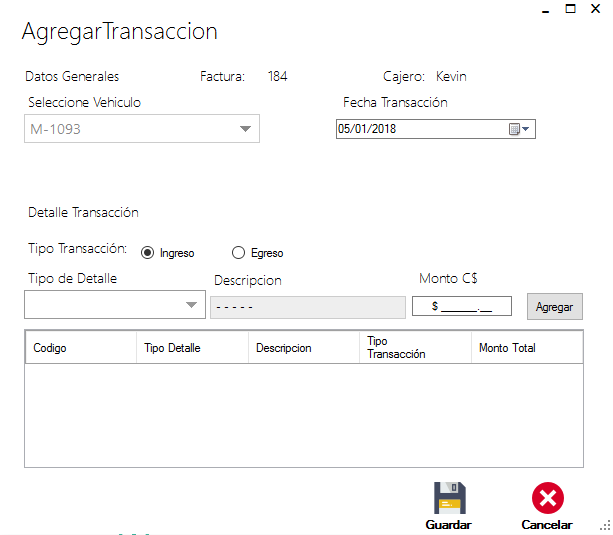 AgregarTransaccion
Datos Generales Factura: 184 Cajero: Kevin
Seleccione Vehiculo Fecha Transacción
M-1093 05/01/2018
Detalle Transacción
Tipo Transacción: Ingreso Egreso
Tipo de Detalle Descripcion Monto C$
- - - - - $ ______.__ Agregar
Codigo Tipo Detalle Descripcion Tipo Transacción Monto Total
Guardar Cancelar